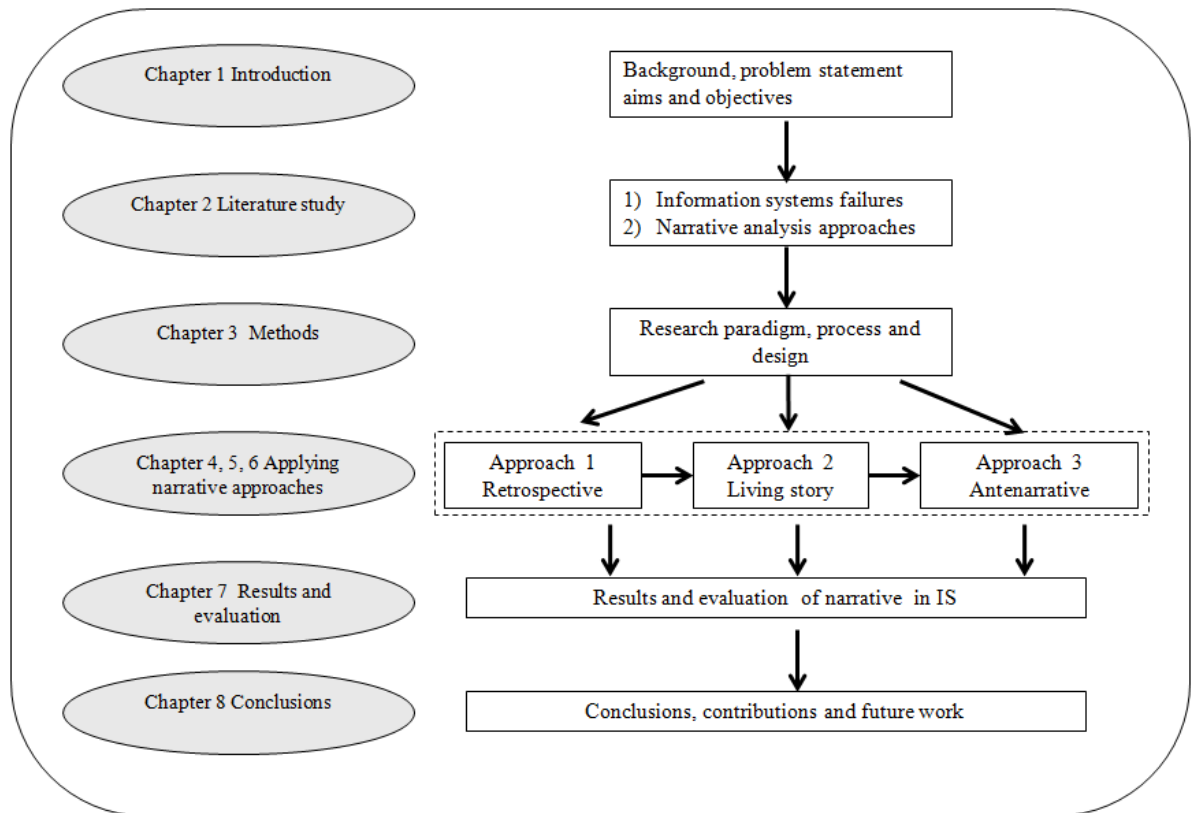 Chapter 1 Introduction
Background, problem statement
aims and objectives
Chapter 2 Literature study
1) Information systems failures
2) Narrative analysis approaches
Chapter 3 Methods
Research paradigm, process and
design
Chapter 4, 5, 6 Applying
narrative approaches
Approach 1
Retrospective
Approach 2
Living story
Approach 3
Antenarrative
Chapter 7 Results and
evaluation
Results and evaluation of narrative in IS
Chapter 8 Conclusions
Conclusions, contributions and future work